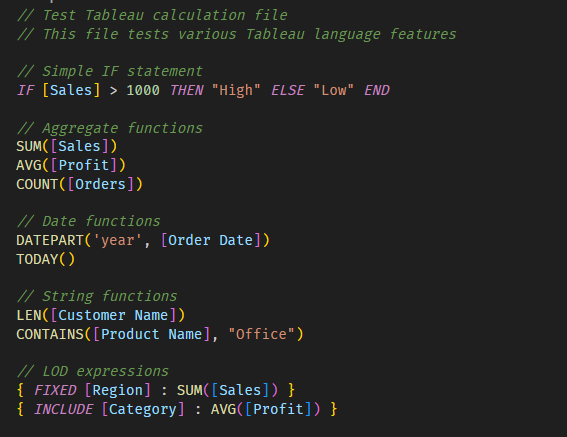 // Test Tableau calculation file
// This file tests various Tableau language features
// Simple IF statement
IF [Sales] > 1000 THEN "High" ELSE "Low" END
// Aggregate functions
SUM([Sales])
AVG([Profit])
COUNT([Orders])
// Date functions
DATEPART('year', [Order Date])
TODAY()
// String functions
LEN([Customer Name])
CONTAINS([Product Name], "Office")
// LOD expressions
{ FIXED [Region] : SUM([Sales]) }
{ INCLUDE [Category] : AVG([Profit]) }